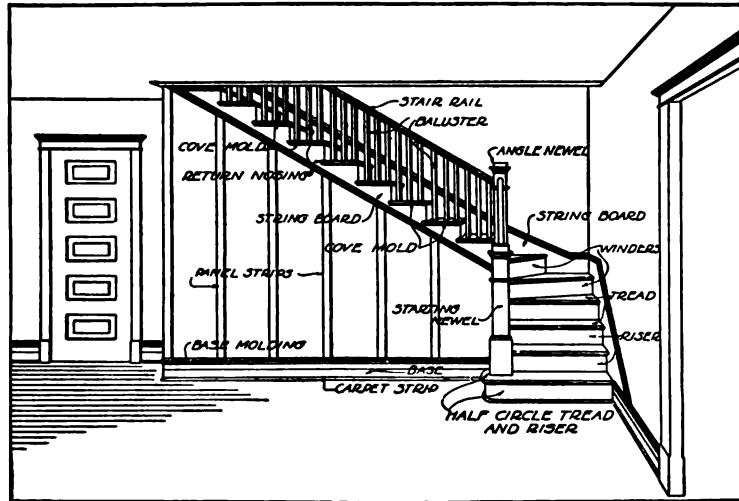 STAIR RAIL
BALUSTER
COVE MOLD
ANGLE NEWEL
RETURN NOSING
STRING BOARD
STRING BOARD
COVE MOLD
WINDERS
PANEL STRIPS
TREAD
STARTING
NEWEL
RISER
BASE MOLDING
BASE
CARPET STRIP
HALF CIRCLE TREAD
AND RISER